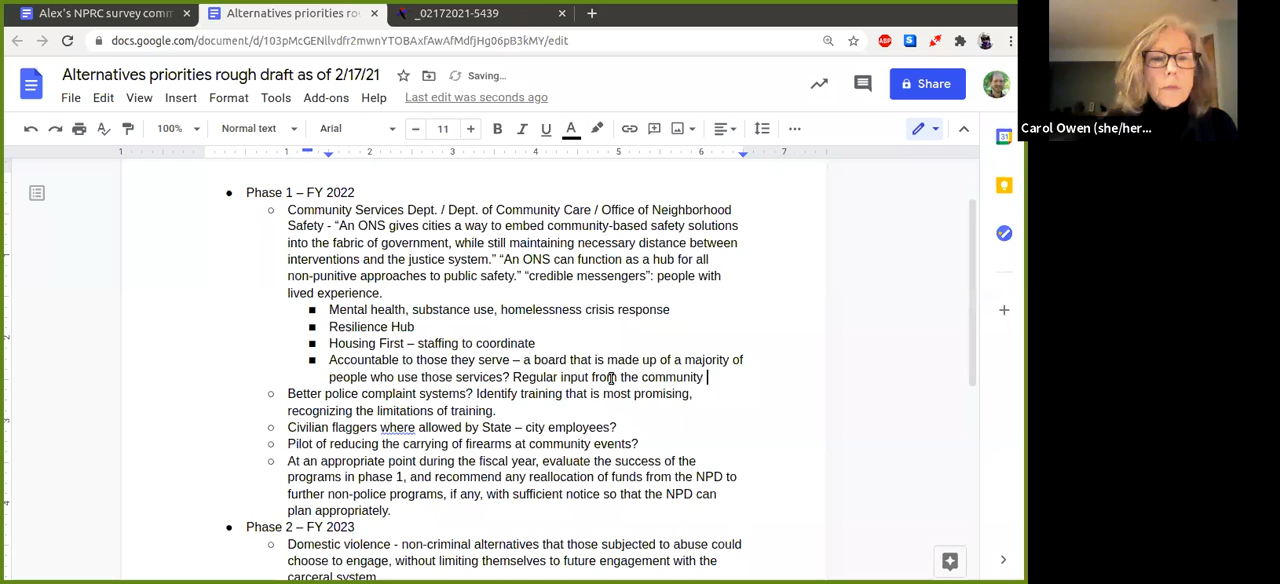 Alex's NPRC survey comm
Alternatives priorities rou
_02172021-5439
docs.google.com/document/d/103pMcGENllvdfr2mwnYTOBAxfAwAfMdfjHg06pB3kMY/edit
Alternatives priorities rough draft as of 2/17/21
Saving…
File Edit View Insert Format Tools Add-ons Help Last edit was seconds ago
Share
100% Normal text Arial 11
1 1 2 3 4 5 6 7
Carol Owen (she/her...
● Phase 1 – FY 2022
○ Community Services Dept. / Dept. of Community Care / Office of Neighborhood
Safety - “An ONS gives cities a way to embed community-based safety solutions
into the fabric of government, while still maintaining necessary distance between
interventions and the justice system.” “An ONS can function as a hub for all
non-punitive approaches to public safety.” “credible messengers”: people with
lived experience.
■ Mental health, substance use, homelessness crisis response
■ Resilience Hub
■ Housing First – staffing to coordinate
■ Accountable to those they serve – a board that is made up of a majority of
people who use those services? Regular input from the community
○ Better police complaint systems? Identify training that is most promising,
recognizing the limitations of training.
○ Civilian flaggers where allowed by State – city employees?
○ Pilot of reducing the carrying of firearms at community events?
○ At an appropriate point during the fiscal year, evaluate the success of the
programs in phase 1, and recommend any reallocation of funds from the NPD to
further non-police programs, if any, with sufficient notice so that the NPD can
plan appropriately.
● Phase 2 – FY 2023
○ Domestic violence - non-criminal alternatives that those subjected to abuse could
choose to engage, without limiting themselves to future engagement with the
carceral system